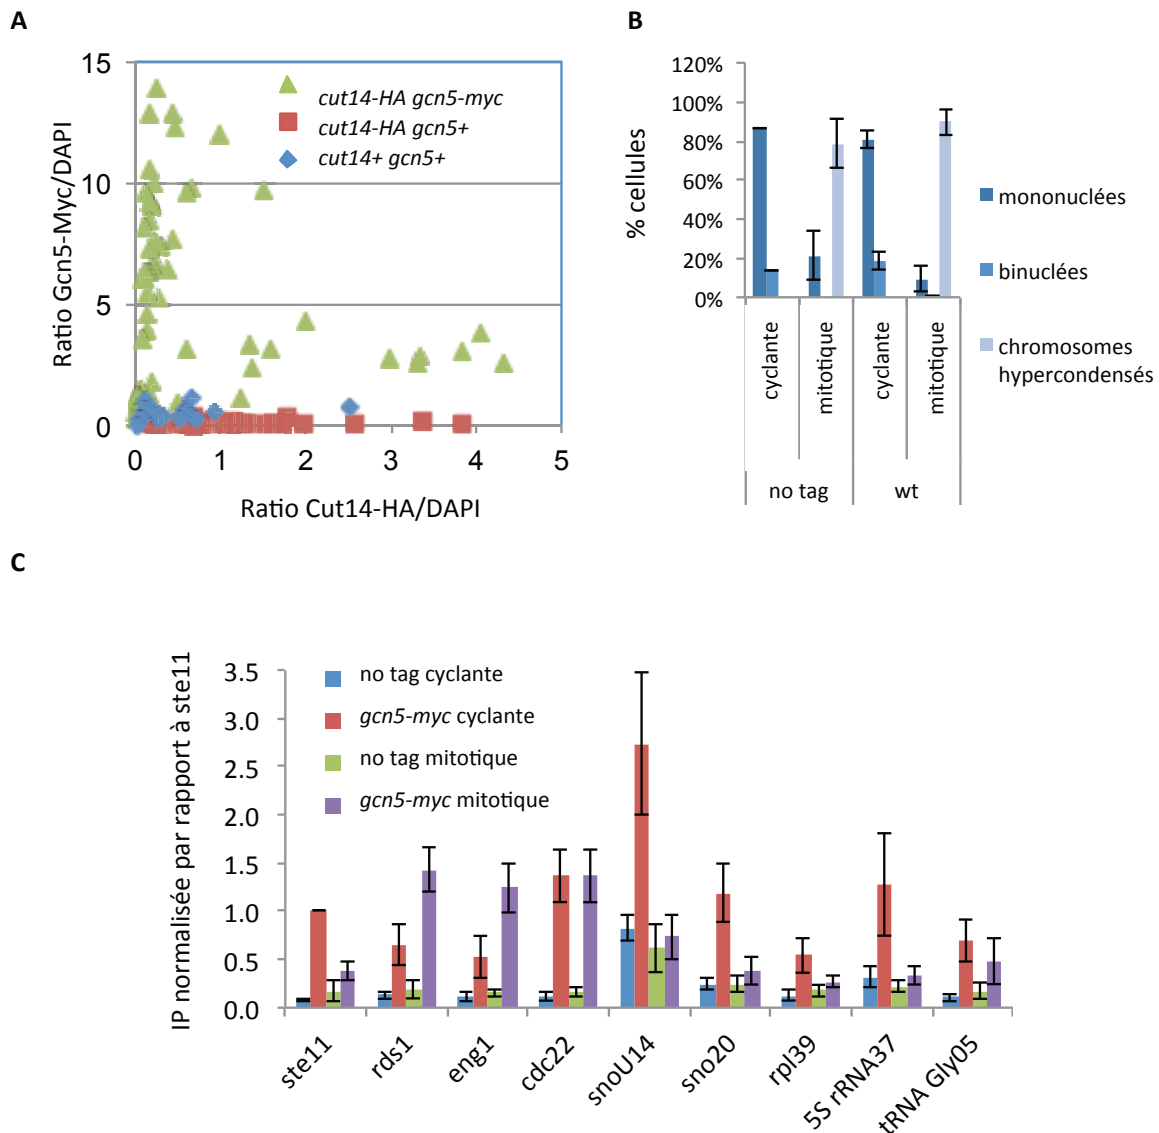 A
15
10
5
0
Ratio Gcn5-Myc/DAPI
cut14-HA gcn5-myc
cut14-HA gcn5+
cut14+ gcn5+
0 1 2 3 4 5
Ratio Cut14-HA/DAPI
B
120%
100%
80%
60%
40%
20%
0%
% cellules
cyclante
mitotique
cyclante
mitotique
no tag
wt
mononuclées
binuclées
chromosomes
hypercondensés
C
IP normalisée par rapport à ste11
3.5
3.0
2.5
2.0
1.5
1.0
0.5
0.0
no tag cyclante
gcn5-myc cyclante
no tag mitotique
gcn5-myc mitotique
ste11
rds1
eng1
cdc22
snoU14
sno20
rpl39
5S rRNA37
tRNA Gly05